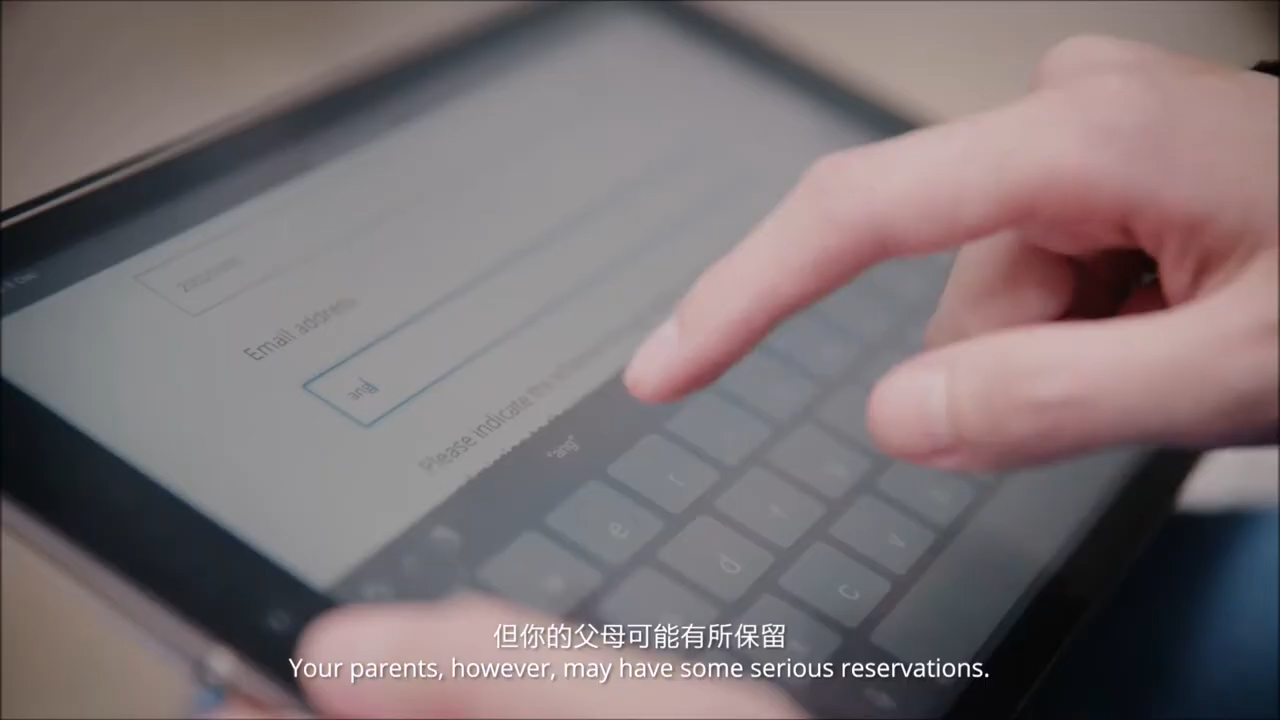 Email address
ang
Please indicate the
"ang"
e
r
d
c
v
但你的父母可能有所保留
Your parents, however, may have some serious reservations.